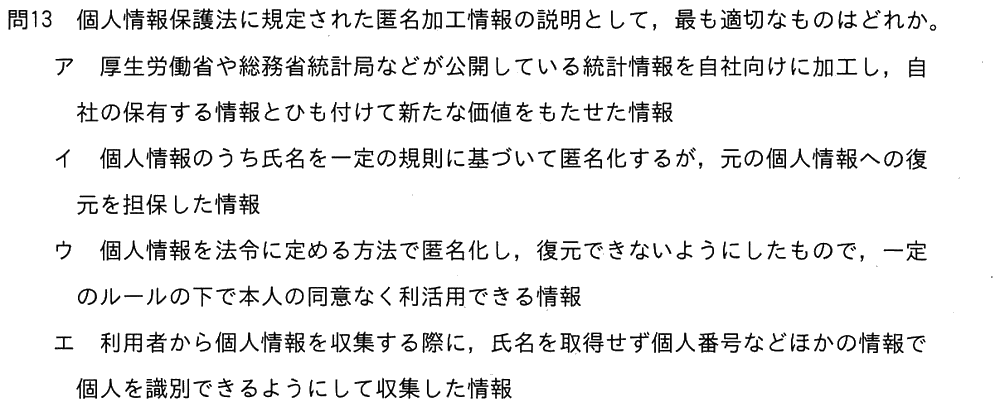 問13　個人情報保護法に規定された匿名加工情報の説明として，最も適切なものはどれか。
ア　厚生労働省や総務省統計局などが公開している統計情報を自社向けに加工し，自
社の保有する情報とひも付けて新たな価値をもたせた情報
イ　個人情報のうち氏名を一定の規則に基づいて匿名化するが，元の個人情報への復
元を担保した情報
ウ　個人情報を法令に定める方法で匿名化し，復元できないようにしたもので，一定
のルールの下で本人の同意なく利活用できる情報
エ　利用者から個人情報を収集する際に，氏名を取得せず個人番号などほかの情報で
個人を識別できるようにして収集した情報